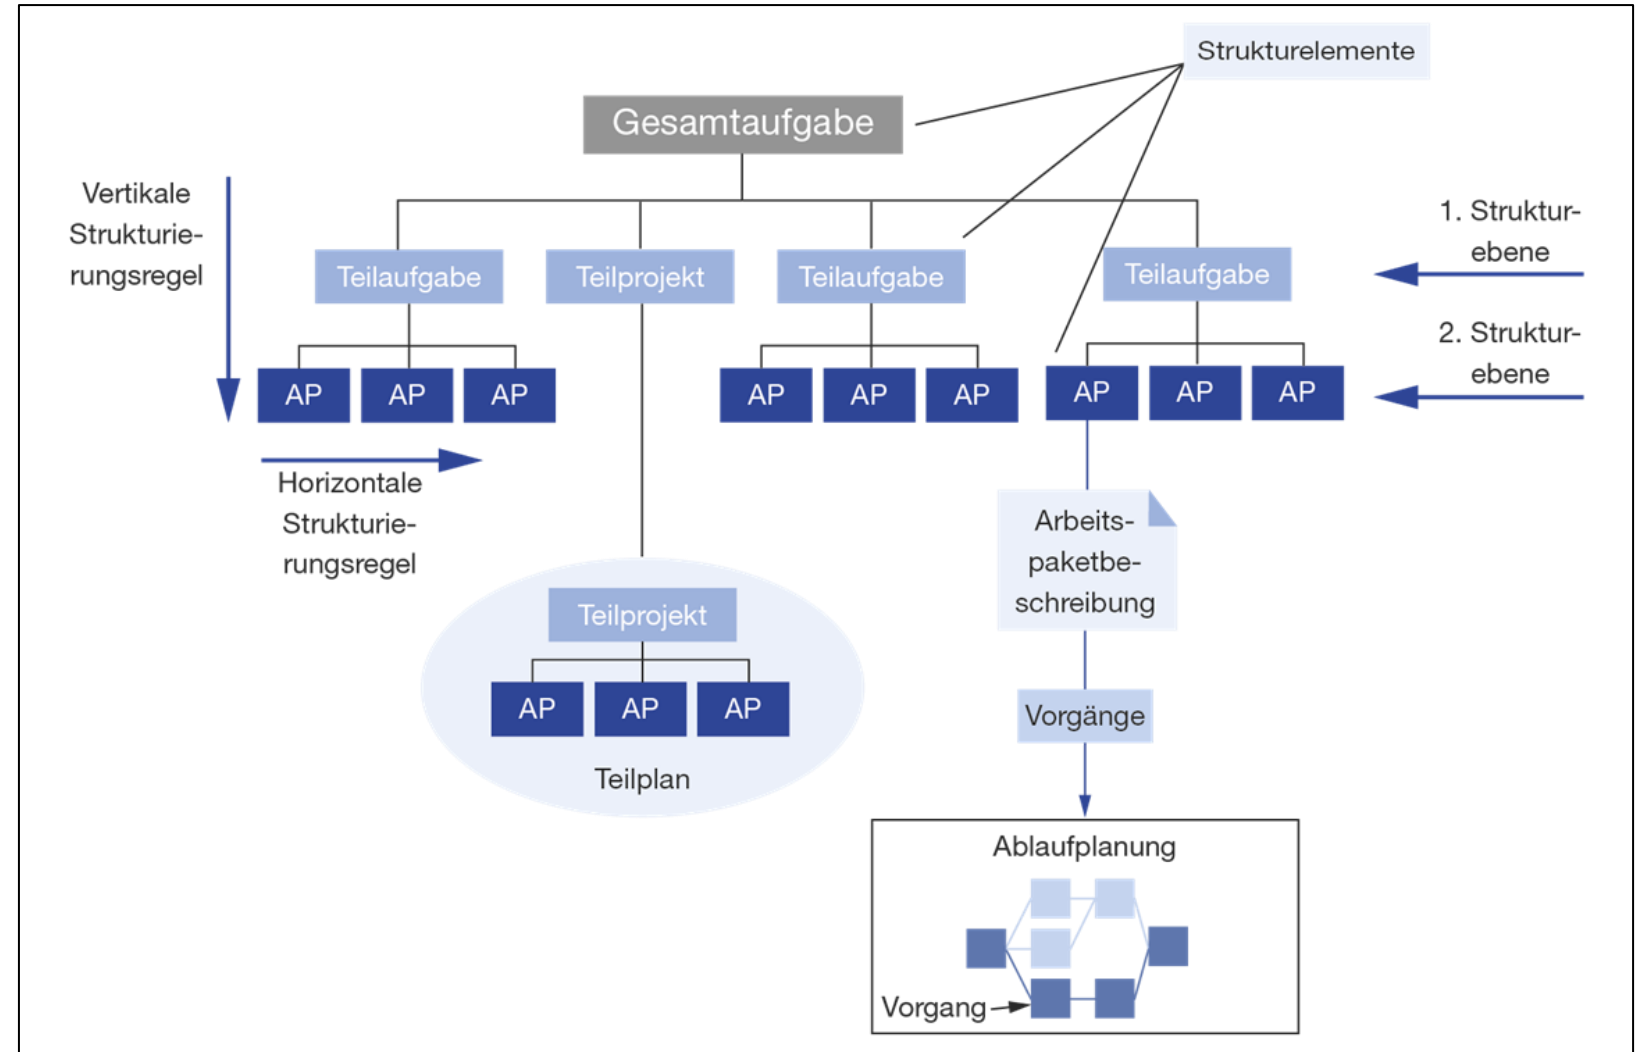 Strukturelemente
Gesamtaufgabe
Vertikale
Strukturie-
rungsregel
1. Struktur-
ebene
Teilaufgabe
Teilprojekt
Teilaufgabe
Teilaufgabe
2. Struktur-
ebene
AP
AP
AP
AP
AP
AP
AP
AP
AP
Horizontale
Strukturie-
rungsregel
Arbeits-
paketbe-
schreibung
Teilprojekt
AP
AP
AP
Teilplan
Vorgänge
Ablaufplanung
Vorgang